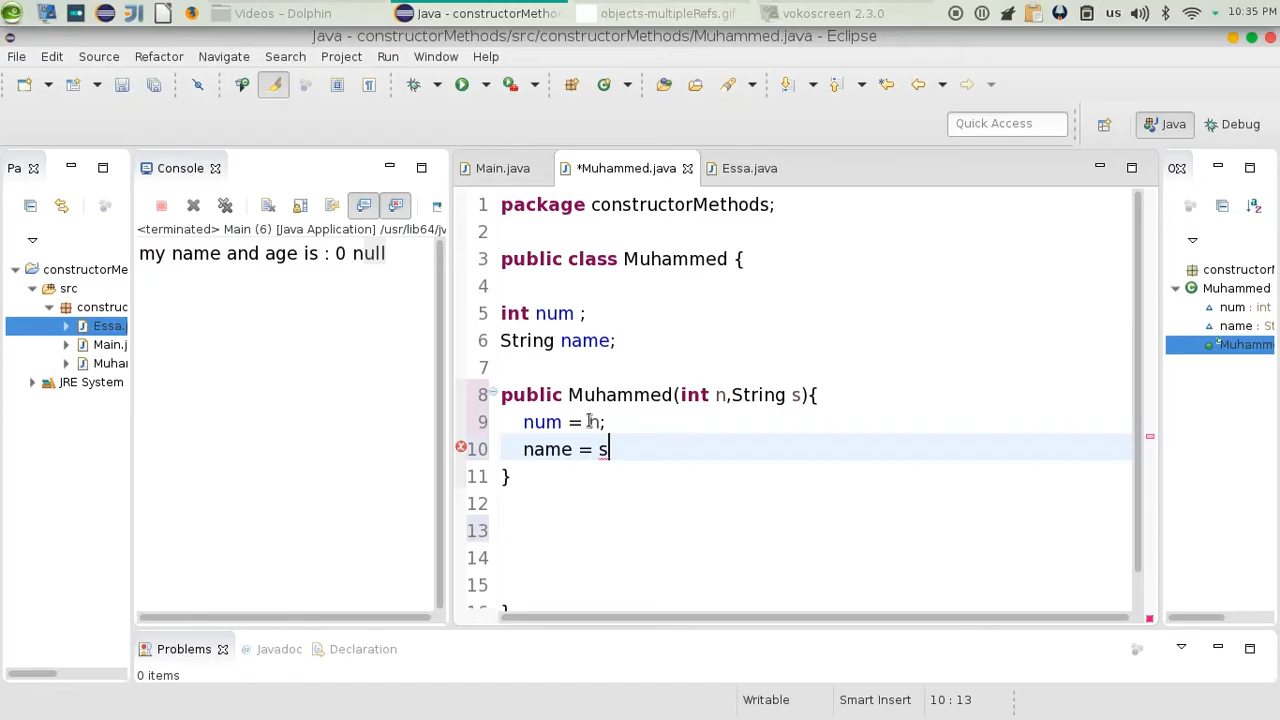 Videos – Dolphin
Java - constructorMetho
objects-multipleRefs.gif
vokoscreen 2.3.0
us
10:35 PM
Java - constructorMethods/src/constructorMethods/Muhammed.java - Eclipse
File Edit Source Refactor Navigate Search Project Run Window Help
Quick Access
Java
Debug
Pa
Console
Main.java
*Muhammed.java
Essa.java
<terminated> Main (6) [Java Application] /usr/lib64/jv
my name and age is : 0 null
constructorMe
src
construc
Essa.j
Main.j
Muha
JRE System
1 package constructorMethods;
2
3 public class Muhammed {
4
5 int num ;
6 String name;
7
8 public Muhammed(int n,String s){
9 num = n;
10 name = s
11 }
12
13
14
15
16 }
constructorM
Muhammed
num : int
name : St
Muhamme
Problems
@ Javadoc
Declaration
0 items
Writable
Smart Insert
10 : 13